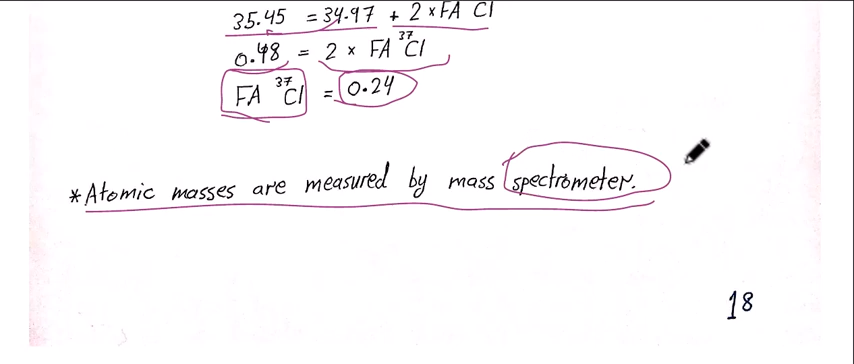 35.45 = 34.97 + 2 × FA Cl
0.48 = 2 × FA ³⁷Cl
FA ³⁷Cl = 0.24
*Atomic masses are measured by mass spectrometer.
18